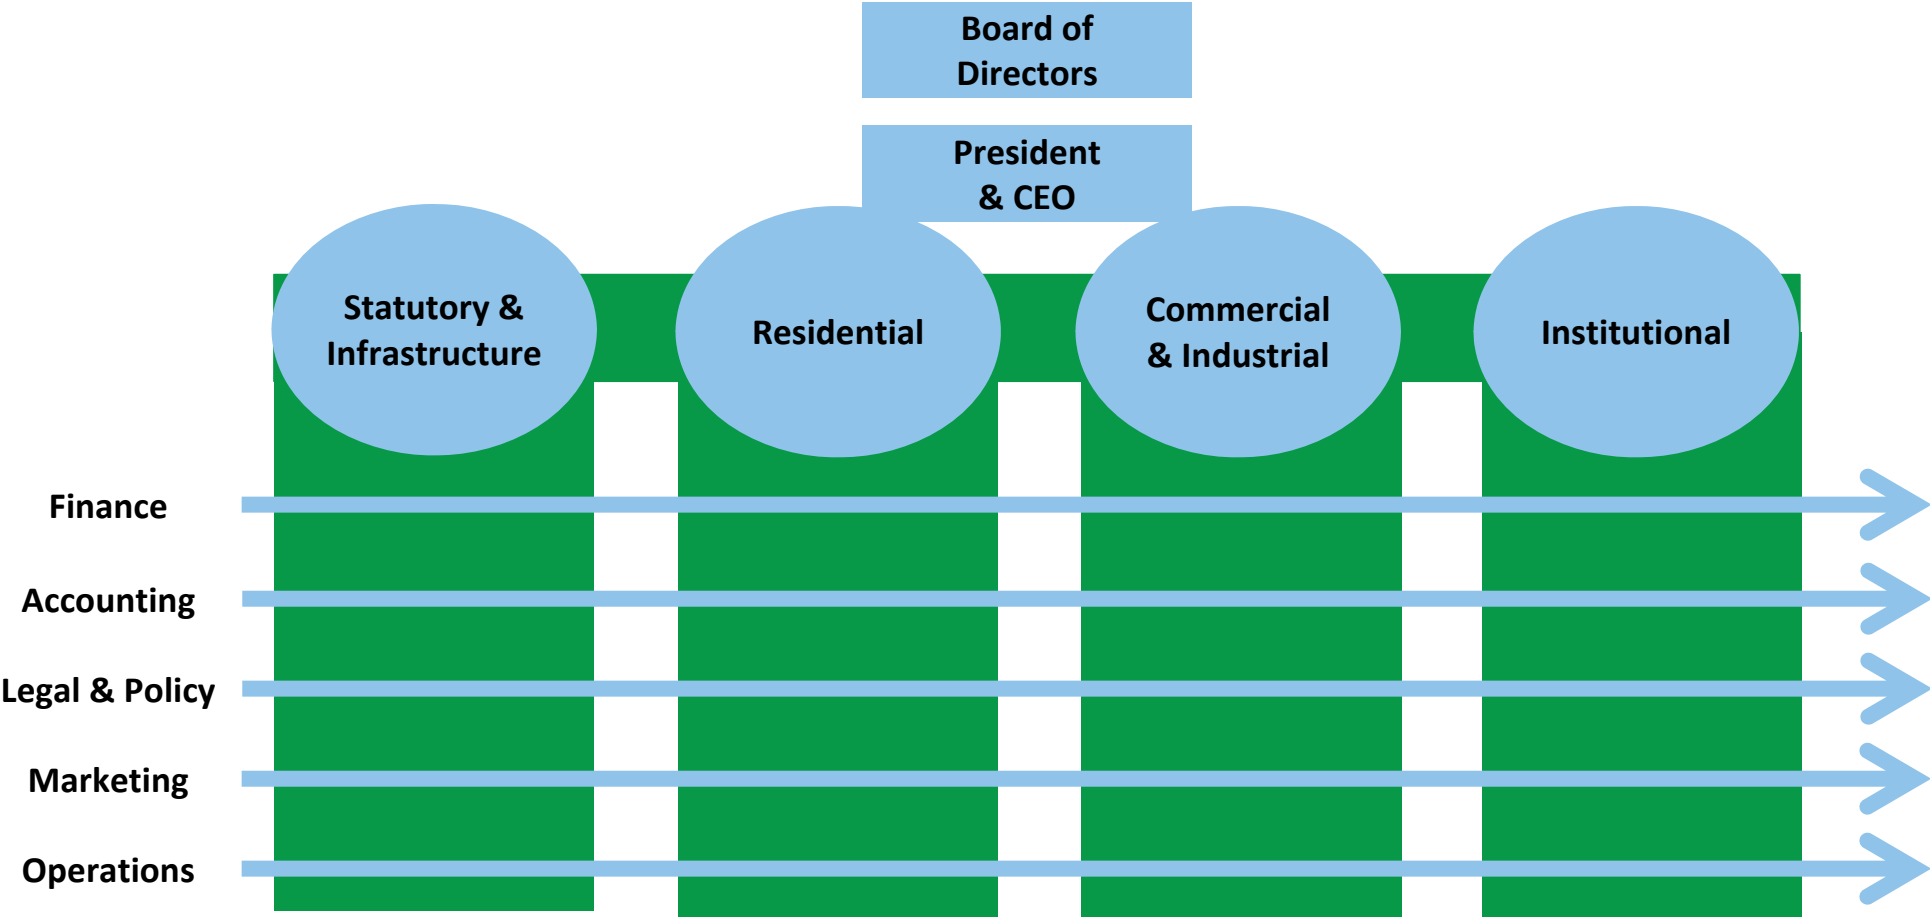 Board of
Directors
President
& CEO
Statutory &
Infrastructure
Residential
Commercial
& Industrial
Institutional
Finance
Accounting
Legal & Policy
Marketing
Operations